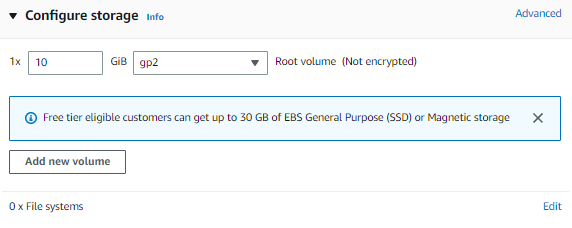 Configure storage Info Advanced
1x 10 GiB gp2 Root volume (Not encrypted)
Free tier eligible customers can get up to 30 GB of EBS General Purpose (SSD) or Magnetic storage
Add new volume
0 x File systems Edit